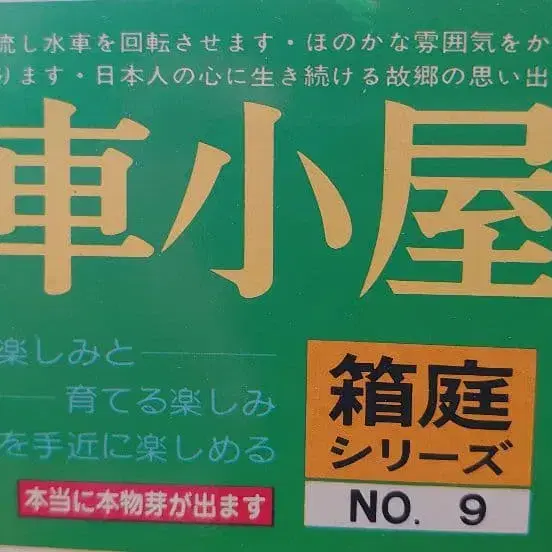 流し水車を回転させます・ほのかな雰囲気をか
ります・日本人の心に生き続ける故郷の思い出
車小屋
楽しみと
育てる楽しみ
を手近に楽しめる
本当に本物芽が出ます
箱庭
シリーズ
NO. 9